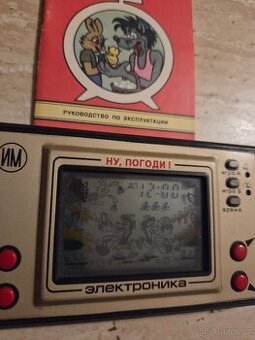 РУКОВОДСТВО ПО ЭКСПЛУАТАЦИИ
ИМ
НУ, ПОГОДИ!
игра А
игра Б
время
электроника